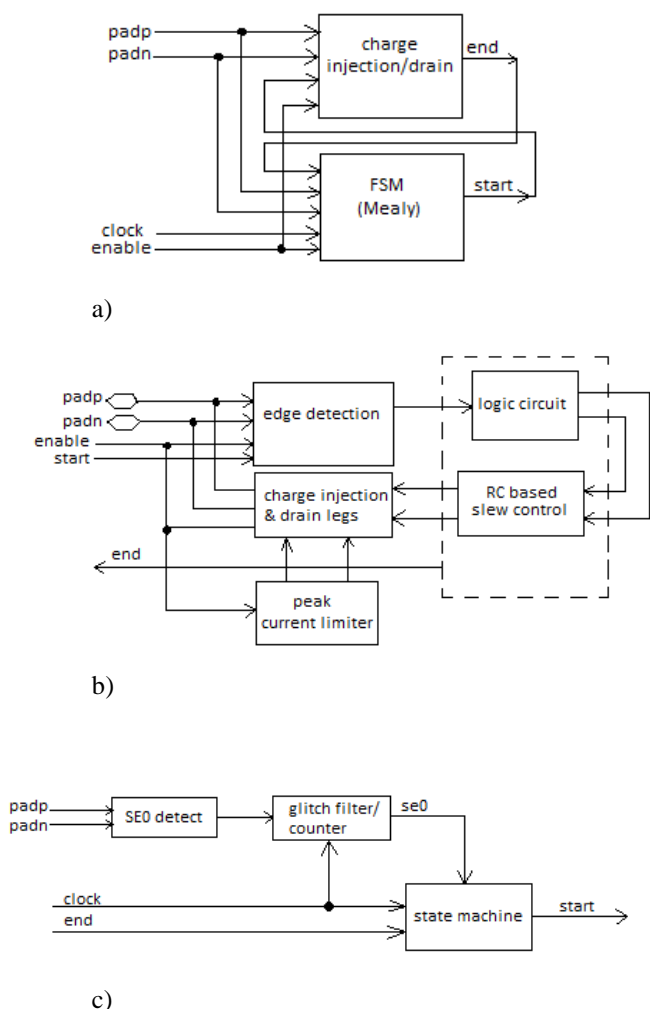 padp
padn
charge
injection/drain
end
FSM
(Mealy)
start
clock
enable
a)
padp
padn
enable
start
edge detection
logic circuit
charge injection
& drain legs
RC based
slew control
end
peak
current limiter
b)
padp
padn
SE0 detect
glitch filter/
counter
se0
clock
end
state machine
start
c)